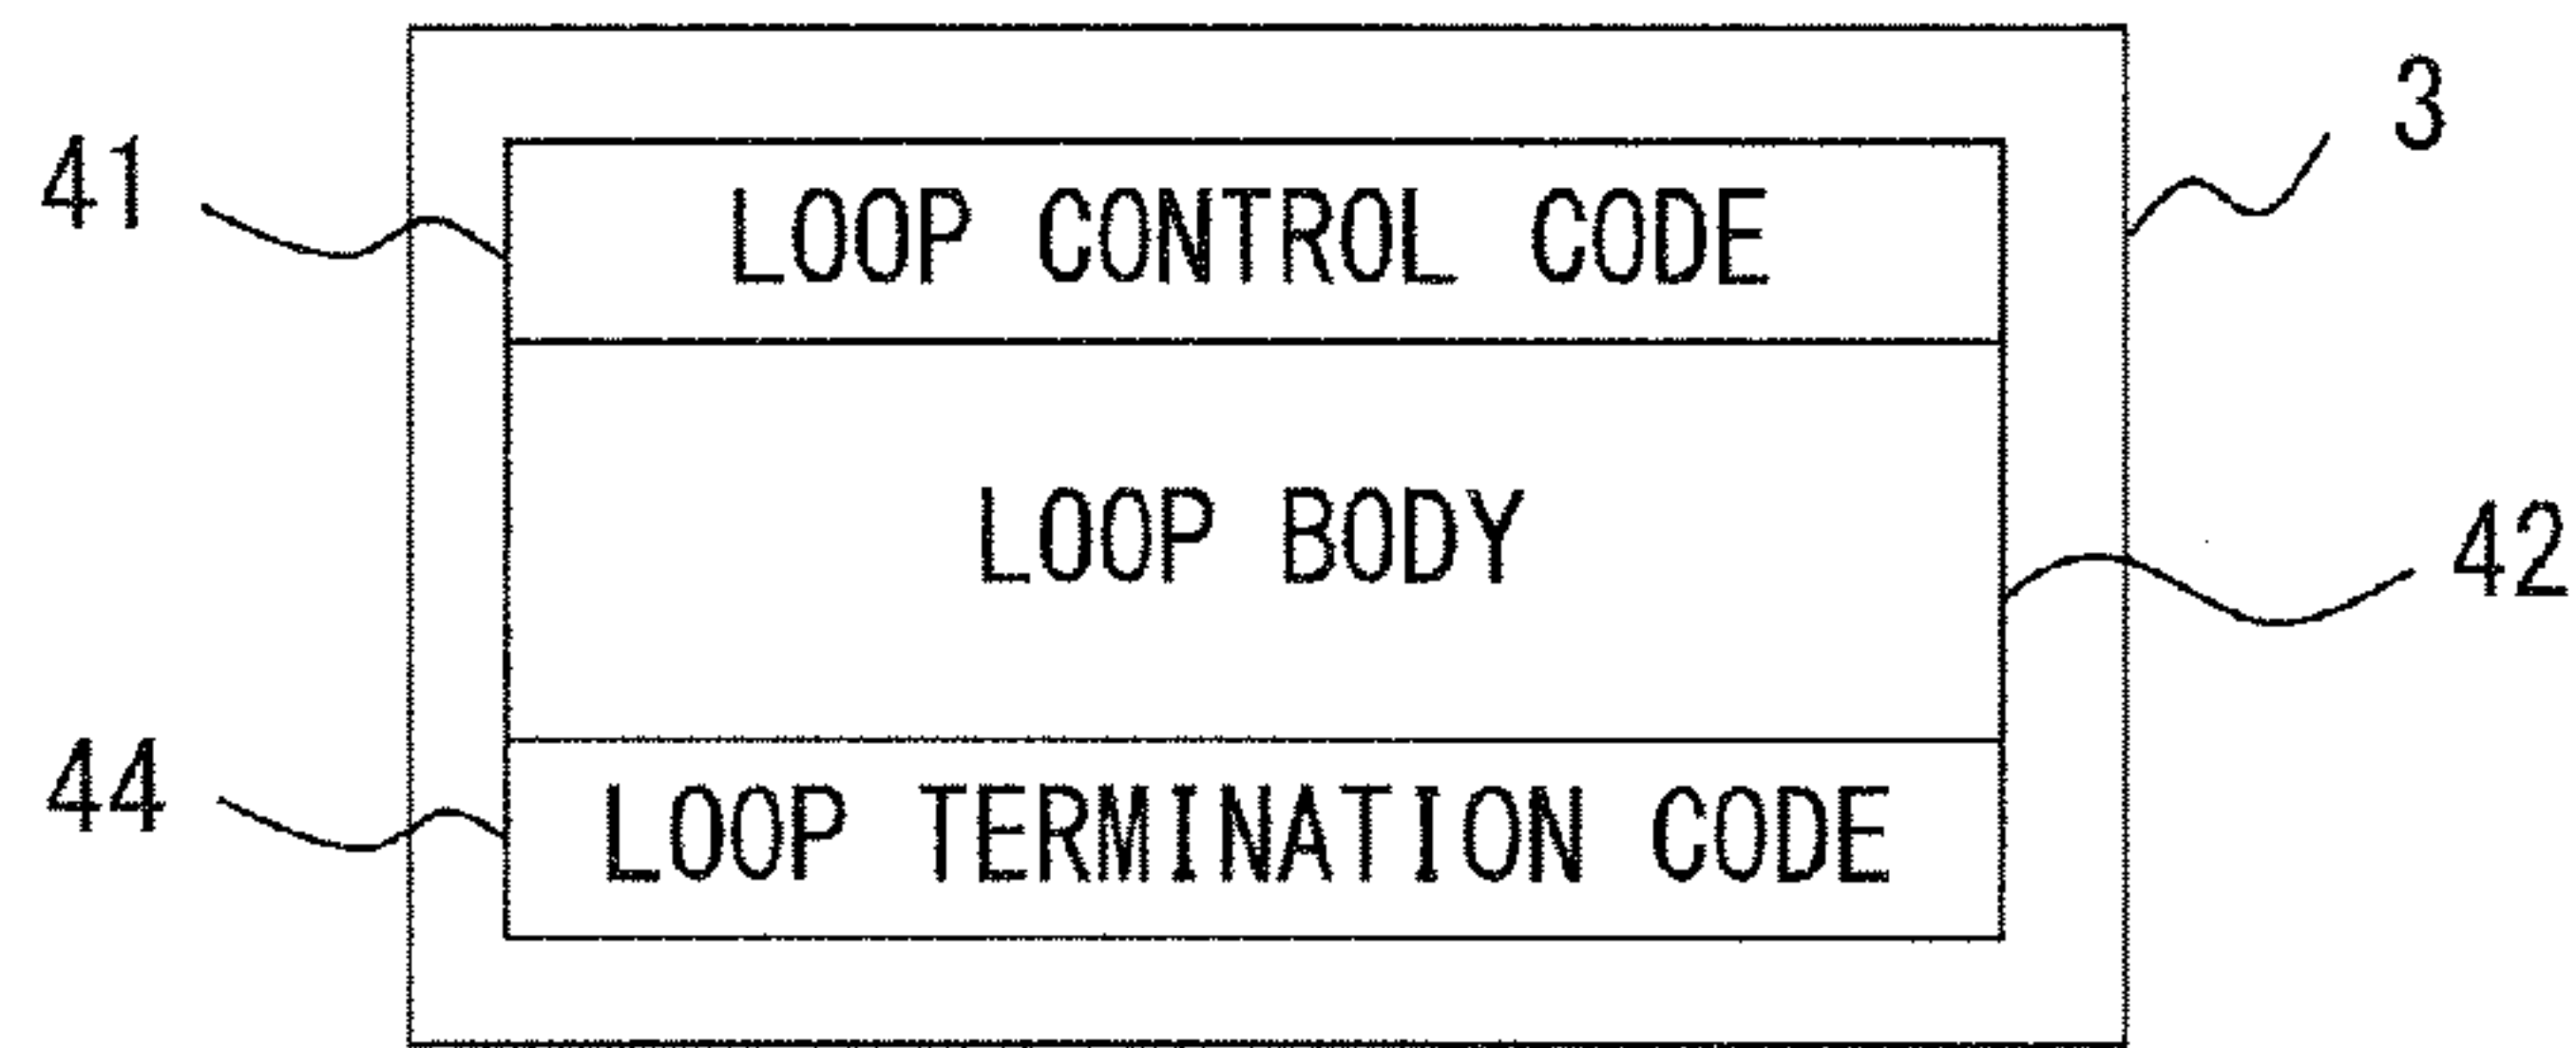 3
41
LOOP CONTROL CODE
LOOP BODY
42
44
LOOP TERMINATION CODE